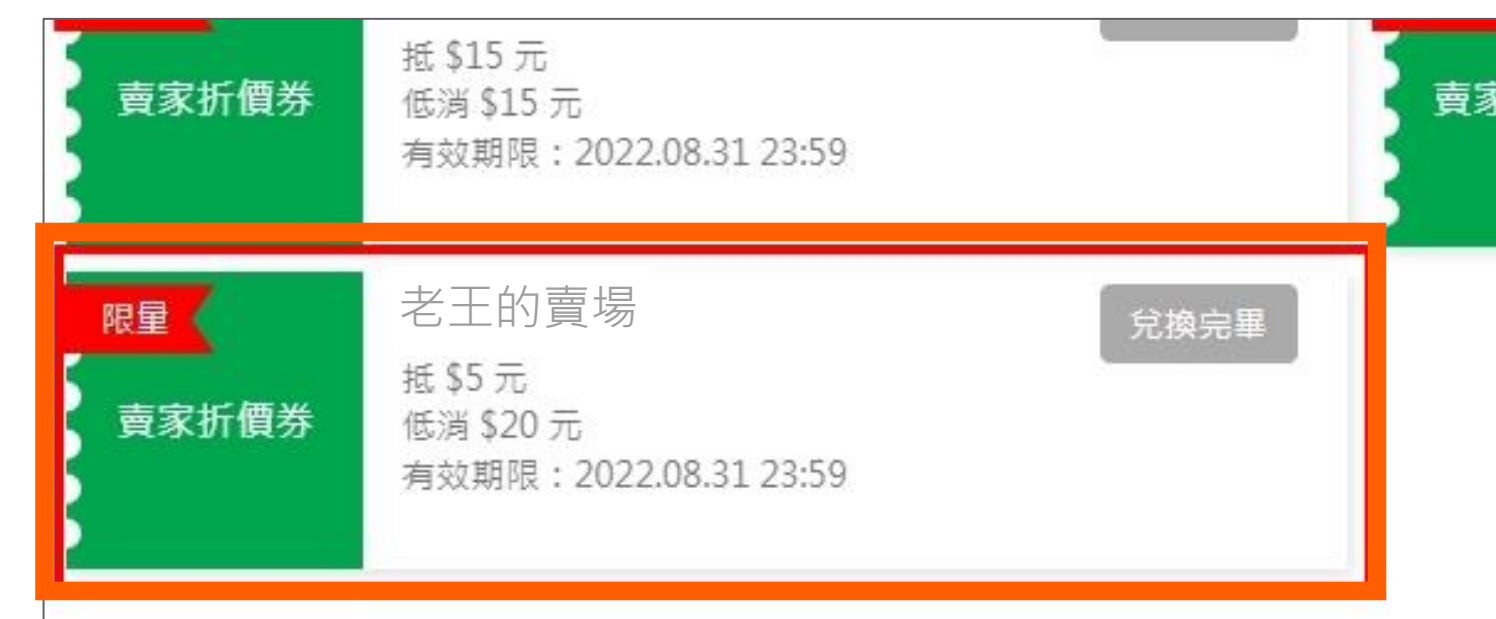 抵 $15 元
賣家折價券
低消 $15 元
有效期限：2022.08.31 23:59
限量
老王的賣場
兌換完畢
抵 $5 元
賣家折價券
低消 $20 元
有效期限：2022.08.31 23:59
賣